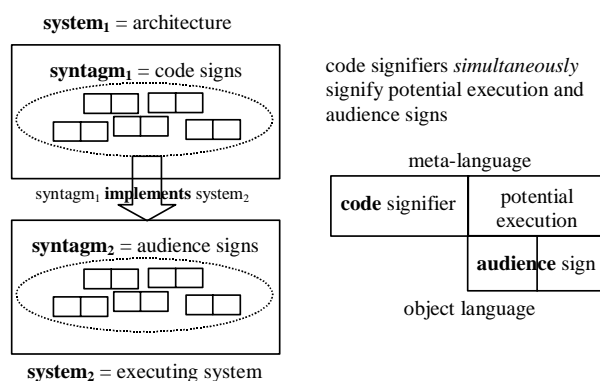 system₁ = architecture
syntagm₁ = code signs
syntagm₁ implements system₂
syntagm₂ = audience signs
system₂ = executing system
code signifiers simultaneously
signify potential execution and
audience signs
meta-language
code signifier
potential
execution
audience sign
object language